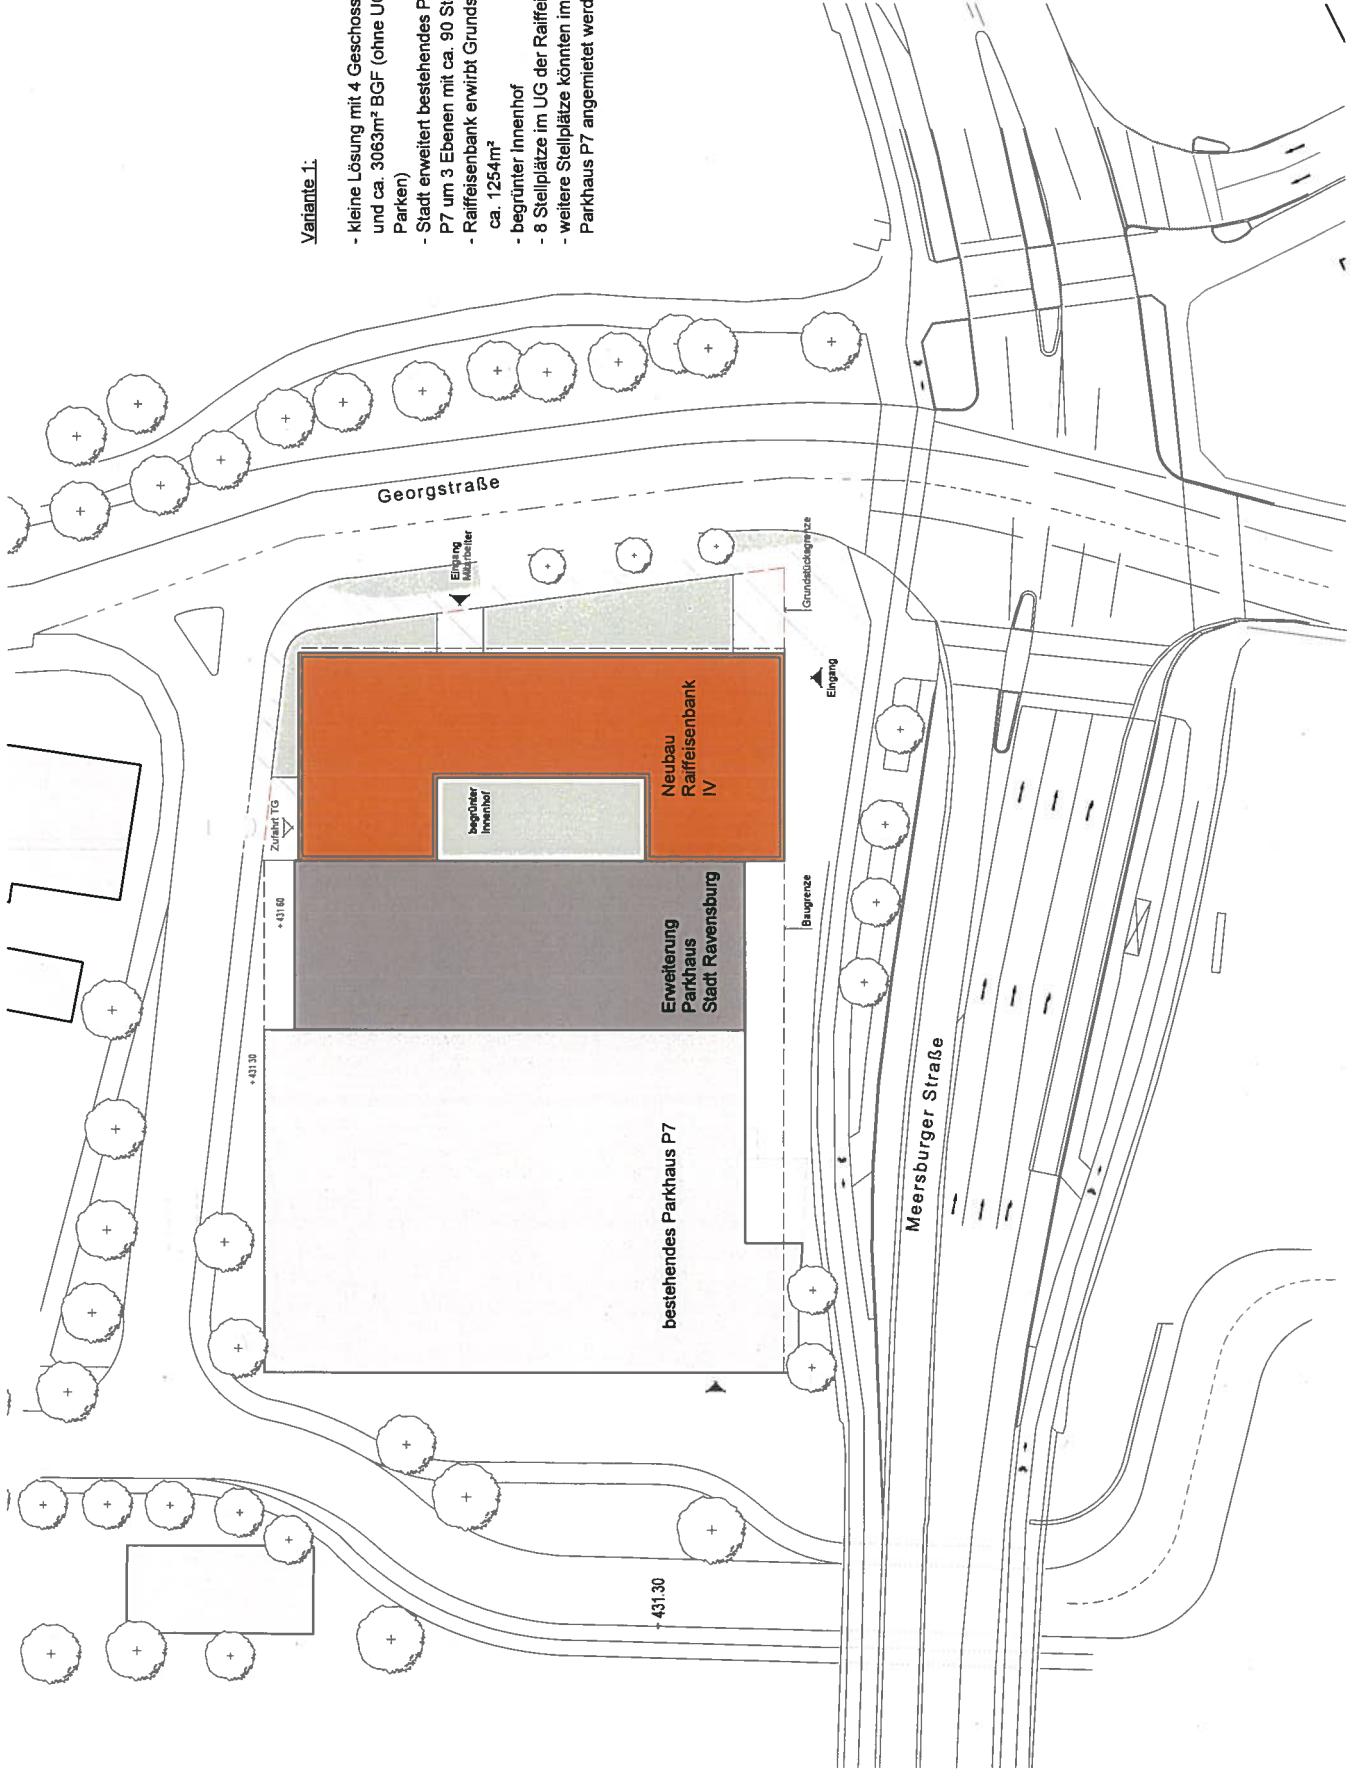 Variante 1:
- kleine Lösung mit 4 Geschoss
und ca. 3063m² BGF (ohne UG
Parken)
- Stadt erweitert bestehendes P
P7 um 3 Ebenen mit ca. 90 St
- Raiffeisenbank erwirbt Grunds
ca. 1254m²
- begrünter Innenhof
- 8 Stellplätze im UG der Raiffei
- weitere Stellplätze könnten im
Parkhaus P7 angemietet werd
Georgstraße
Eingang
Mitarbeiter
Grundstücksgrenze
Eingang
Zufahrt TG
begrünter
Innenhof
Neubau
Raiffeisenbank
IV
+ 431 60
Erweiterung
Parkhaus
Stadt Ravensburg
Baugrenze
+ 431 30
bestehendes Parkhaus P7
Meersburger Straße
+ 431.30